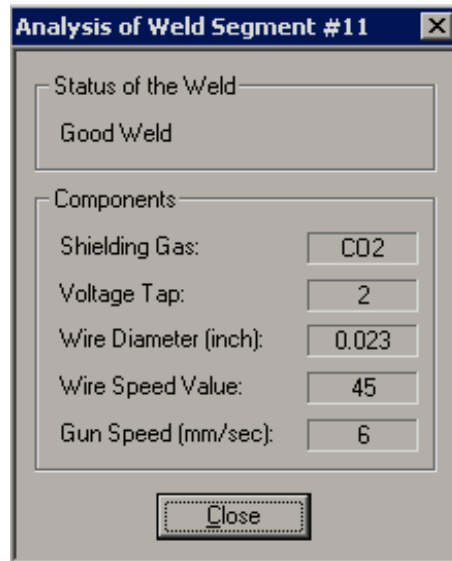 Analysis of Weld Segment #11
Status of the Weld
Good Weld
Components
Shielding Gas: CO2
Voltage Tap: 2
Wire Diameter (inch): 0.023
Wire Speed Value: 45
Gun Speed (mm/sec): 6
Close